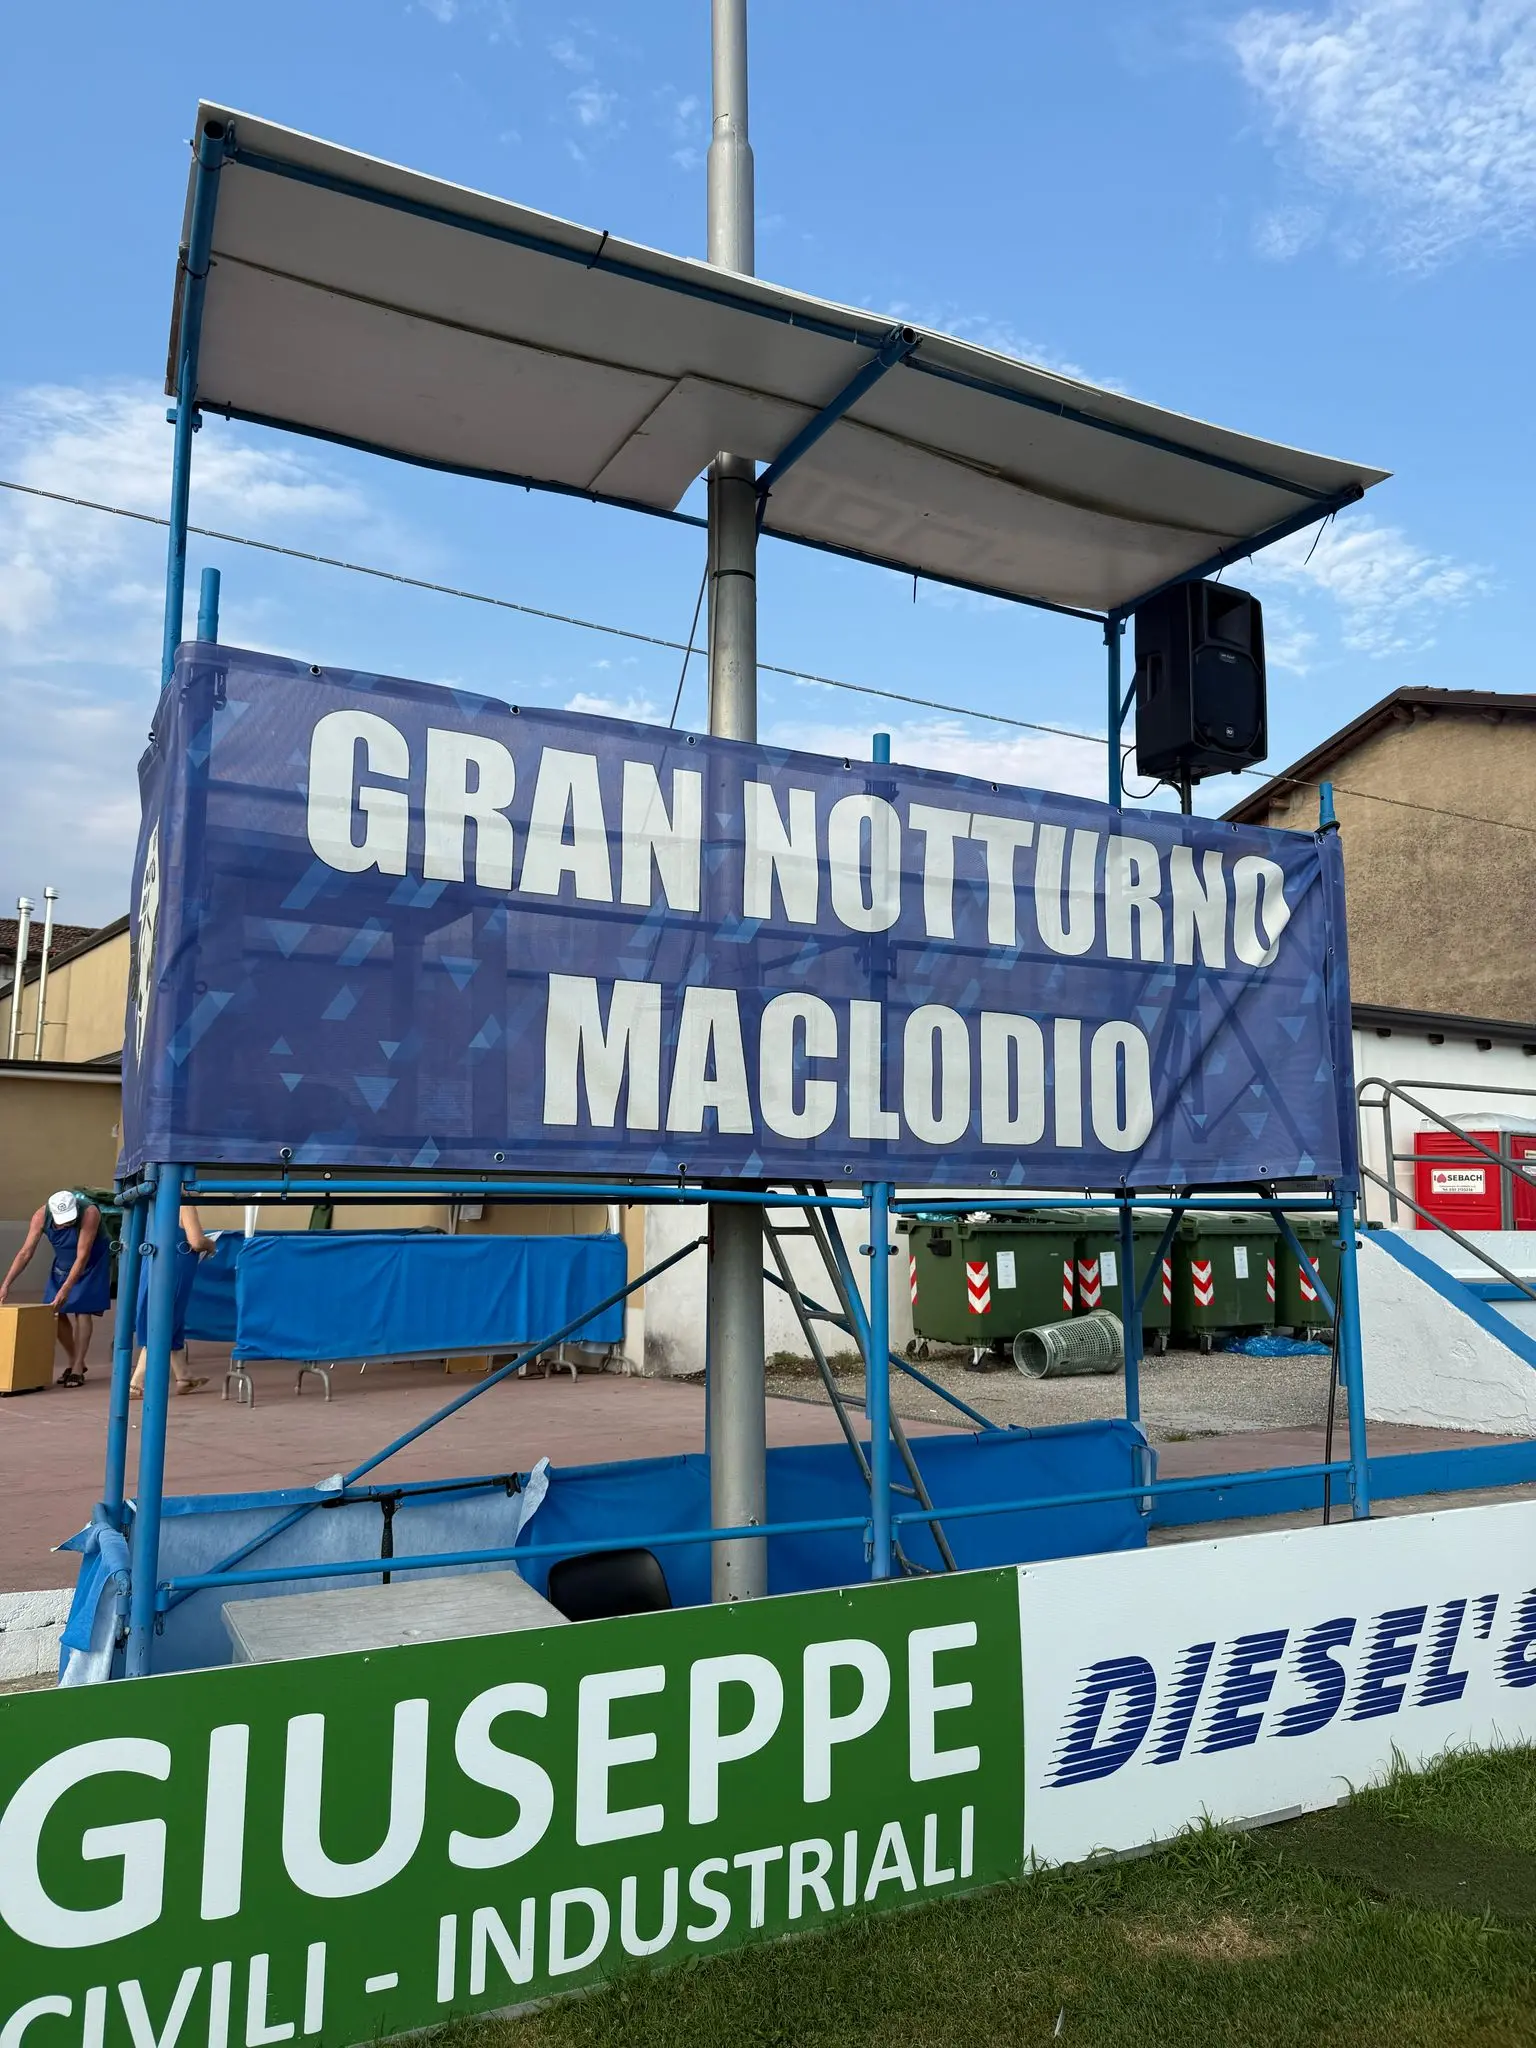 GRAN NOTTURNO
MACLODIO
SEBACH
GIUSEPPE
CIVILI - INDUSTRIALI
DIESEL'